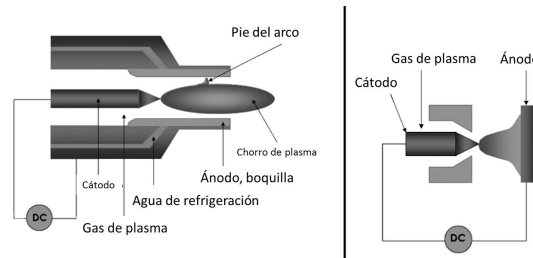 Pie del arco
Chorro de plasma
Cátodo
Ánodo, boquilla
Agua de refrigeración
Gas de plasma
DC
Gas de plasma
Ánodo
Cátodo
DC